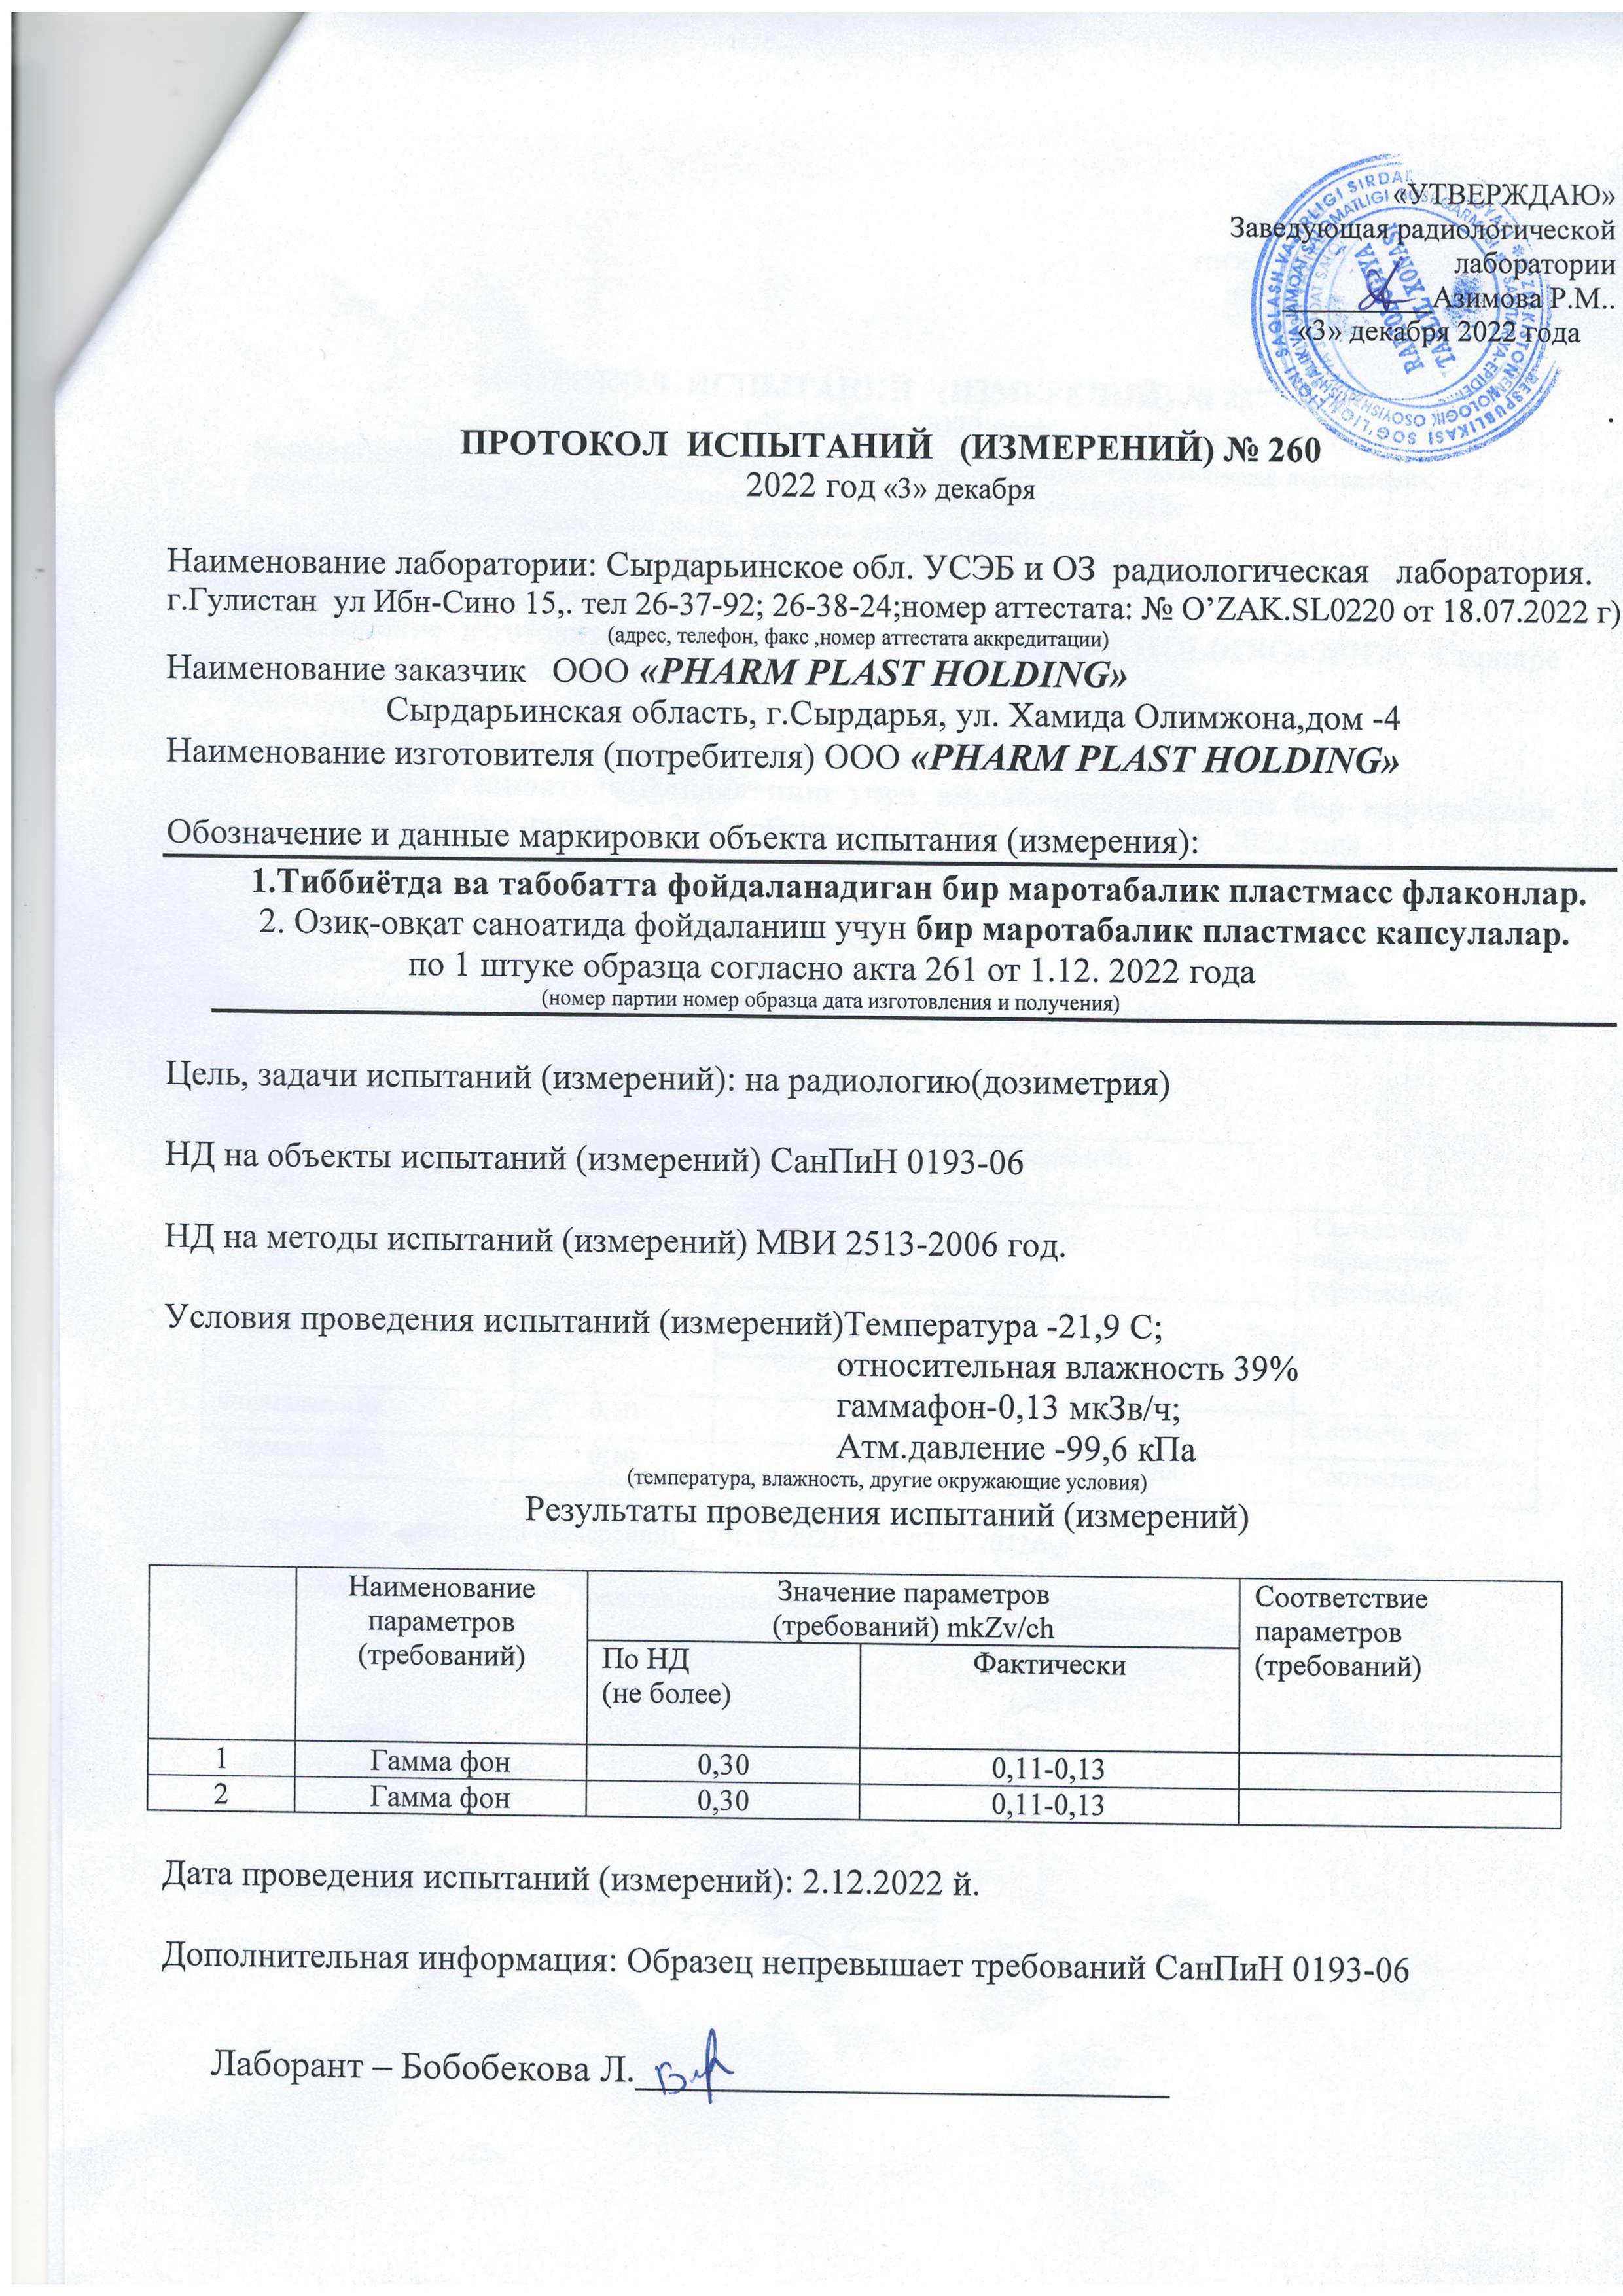 «УТВЕРЖДАЮ»
Заведующая радиологической
лаборатории
Азимова Р.М..
«3» декабря 2022 года
.
RADIOLOGIYA
ПРОТОКОЛ ИСПЫТАНИЙ (ИЗМЕРЕНИЙ) № 260
2022 год «3» декабря
Наименование лаборатории: Сырдарьинское обл. УСЭБ и ОЗ радиологическая лаборатория.
г.Гулистан ул Ибн-Сино 15,. тел 26-37-92; 26-38-24;номер аттестата: № O’ZAK.SL0220 от 18.07.2022 г)
(адрес, телефон, факс ,номер аттестата аккредитации)
Наименование заказчик ООО «PHARM PLAST HOLDING»
Сырдарьинская область, г.Сырдарья, ул. Хамида Олимжона,дом -4
Наименование изготовителя (потребителя) ООО «PHARM PLAST HOLDING»
Обозначение и данные маркировки объекта испытания (измерения):
1.Тиббиётда ва табобатта фойдаланадиган бир маротабалик пластмасс флаконлар.
2. Озиқ-овқат саноатида фойдаланиш учун бир маротабалик пластмасс капсулалар.
по 1 штуке образца согласно акта 261 от 1.12. 2022 года
(номер партии номер образца дата изготовления и получения)
Цель, задачи испытаний (измерений): на радиологию(дозиметрия)
НД на объекты испытаний (измерений) СанПиН 0193-06
НД на методы испытаний (измерений) МВИ 2513-2006 год.
Условия проведения испытаний (измерений)Температура -21,9 С;
относительная влажность 39%
гаммафон-0,13 мкЗв/ч;
Атм.давление -99,6 кПа
(температура, влажность, другие окружающие условия)
Результаты проведения испытаний (измерений)
Наименование параметров (требований) Значение параметров (требований) mkZv/ch Соответствие параметров (требований)
По НД (не более) Фактически
1 Гамма фон 0,30 0,11-0,13
2 Гамма фон 0,30 0,11-0,13
Дата проведения испытаний (измерений): 2.12.2022 й.
Дополнительная информация: Образец непревышает требований СанПиН 0193-06
Лаборант – Бобобекова Л.